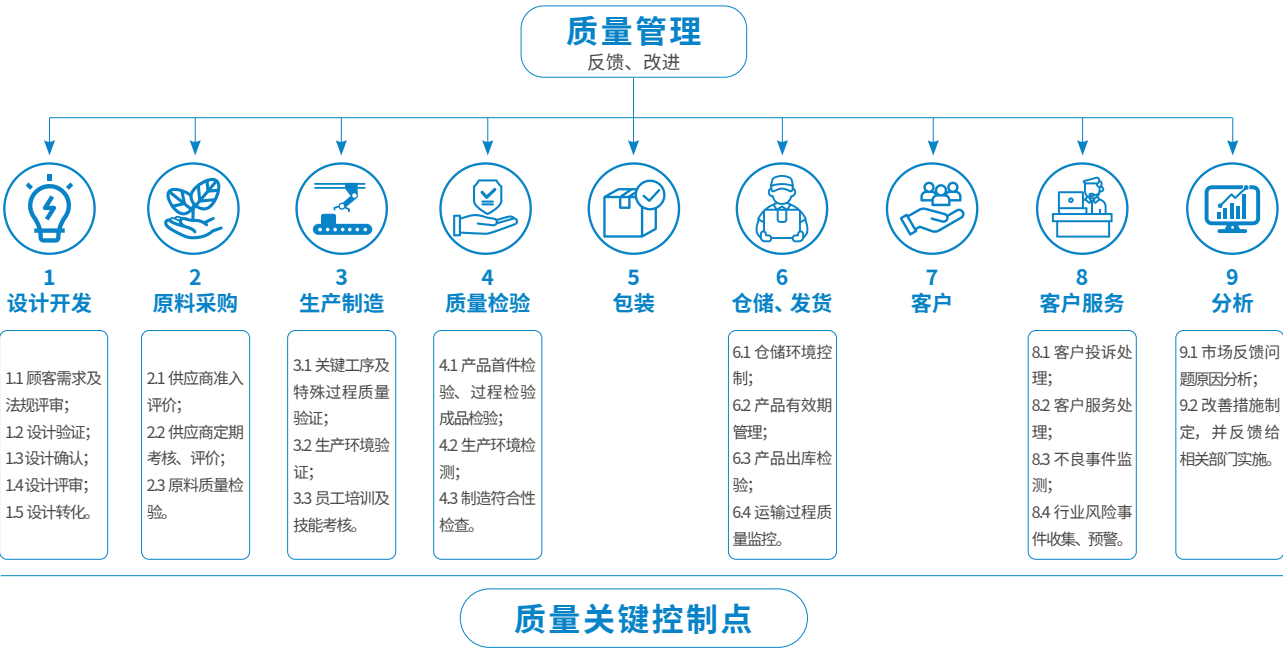 质量管理
反馈、改进
1
设计开发
2
原料采购
3
生产制造
4
质量检验
5
包装
6
仓储、发货
7
客户
8
客户服务
9
分析
1.1 顾客需求及
法规评审；
1.2 设计验证；
1.3设计确认；
1.4设计评审；
1.5 设计转化。
2.1 供应商准入
评价；
2.2 供应商定期
考核、评价；
2.3 原料质量检
验。
3.1 关键工序及
特殊过程质量
验证；
3.2 生产环境验
证；
3.3 员工培训及
技能考核。
4.1 产品首件检
验、过程检验
成品检验；
4.2 生产环境检
测；
4.3 制造符合性
检查。
6.1 仓储环境控
制；
6.2 产品有效期
管理；
6.3 产品出库检
验；
6.4 运输过程质
量监控。
8.1 客户投诉处
理；
8.2 客户服务处
理；
8.3 不良事件监
测；
8.4 行业风险事
件收集、预警。
9.1 市场反馈问
题原因分析；
9.2 改善措施制
定，并反馈给
相关部门实施。
质量关键控制点